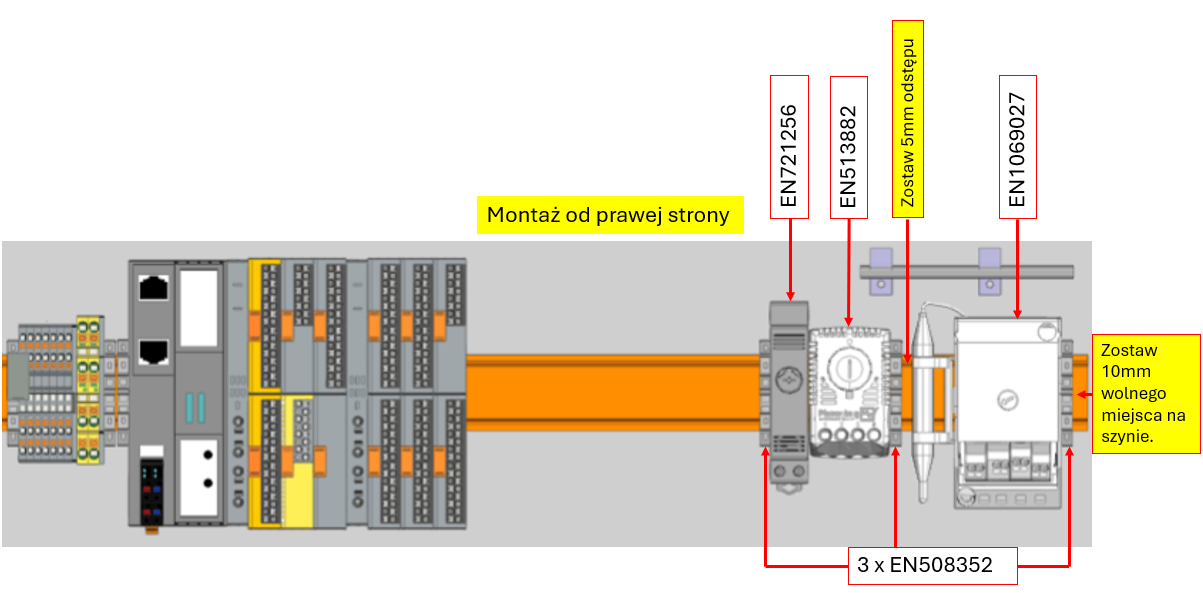 EN721256
EN513882
Zostaw 5mm odstępu
EN1069027
Montaż od prawej strony
Zostaw
10mm
wolnego
miejsca na
szynie.
3 x EN508352